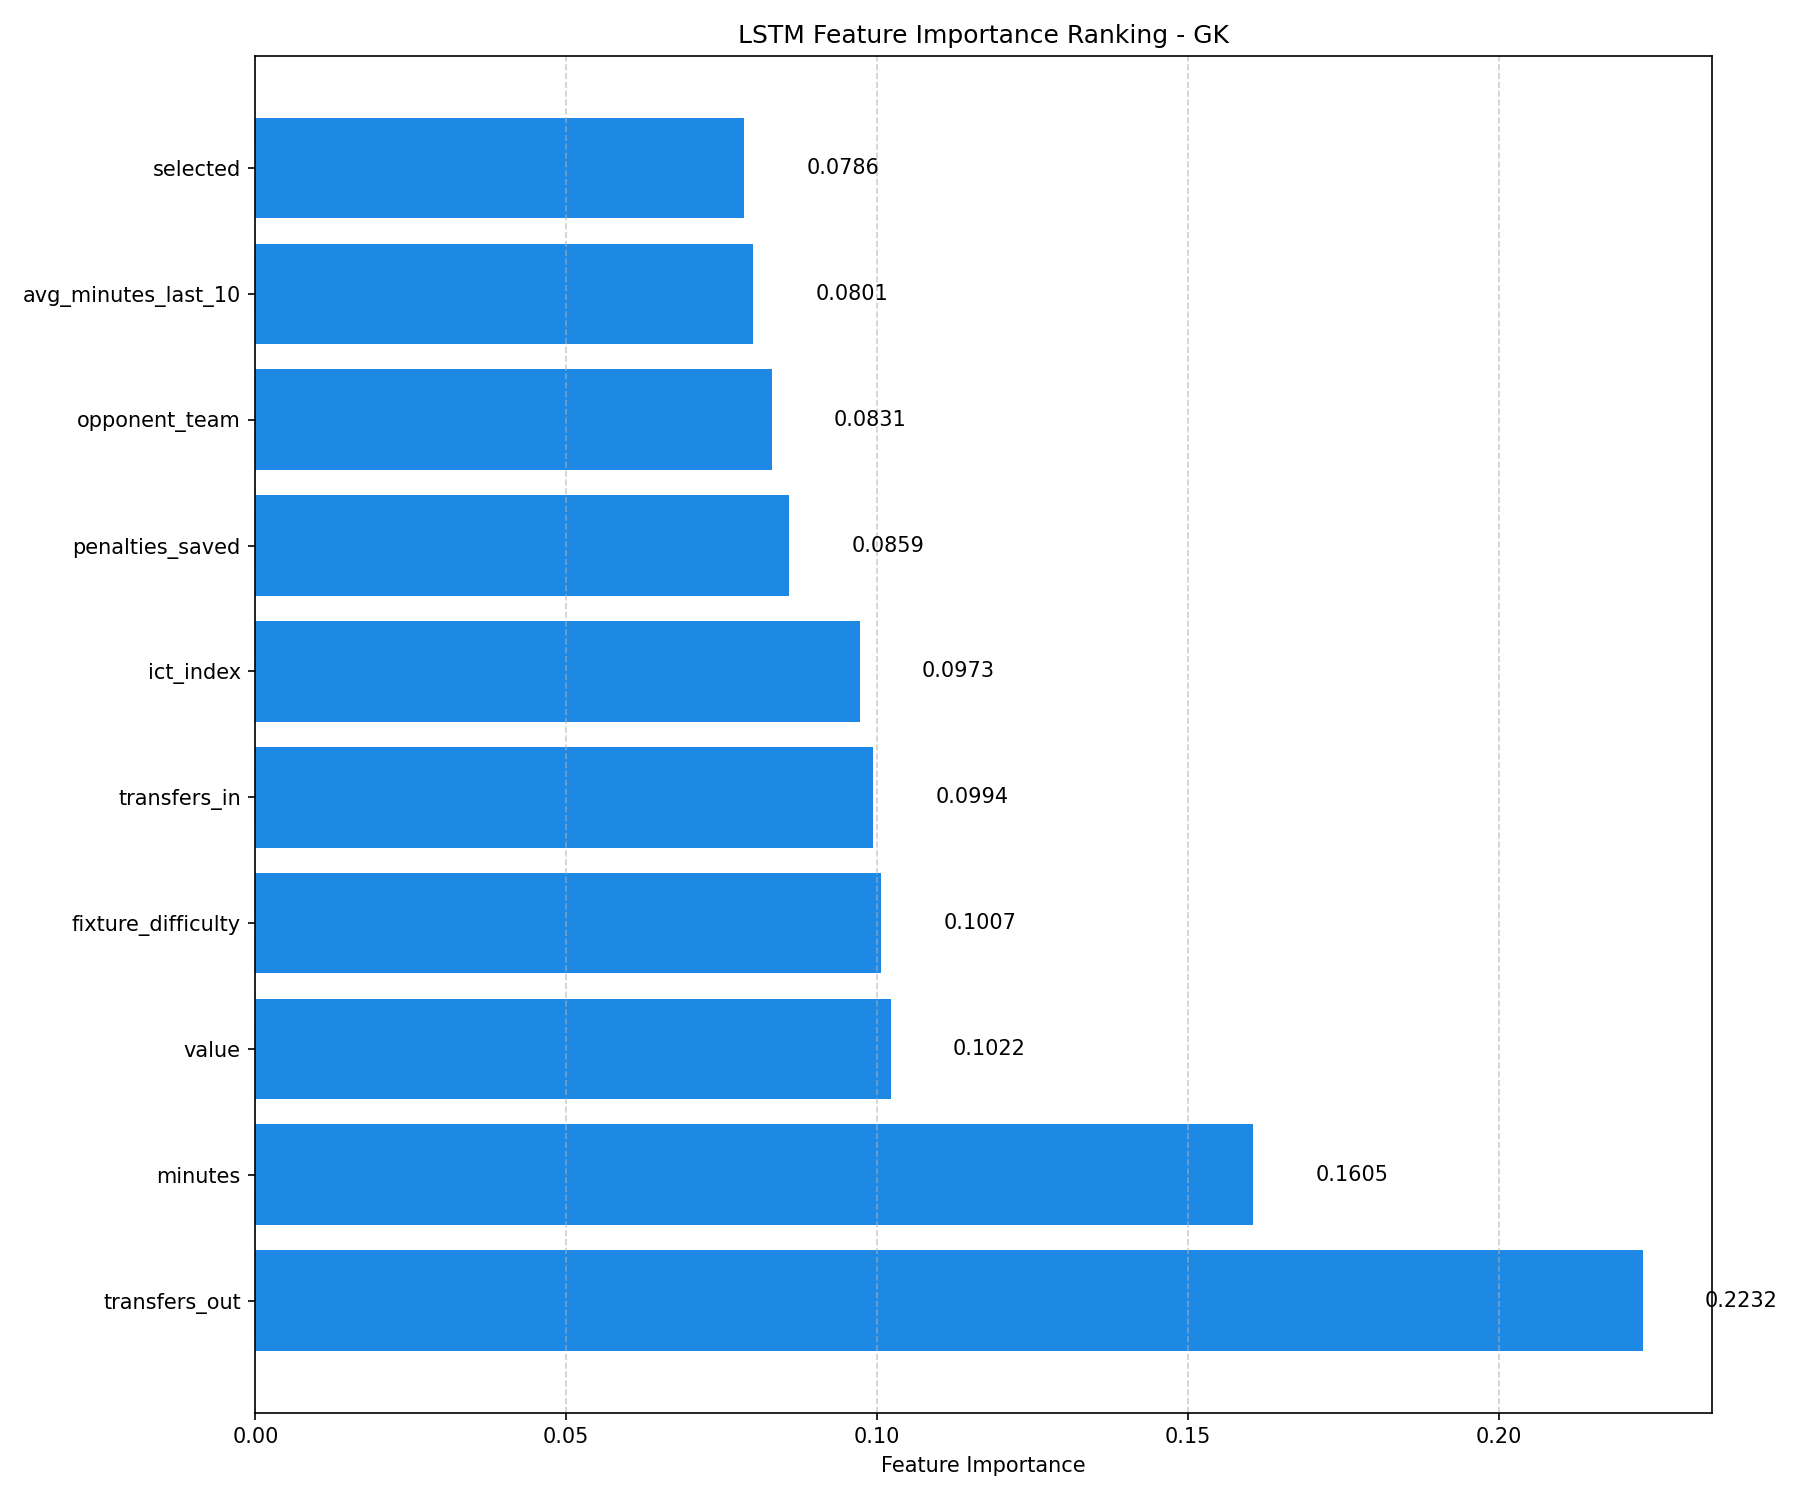 LSTM Feature Importance Ranking - GK
selected 0.0786
avg_minutes_last_10 0.0801
opponent_team 0.0831
penalties_saved 0.0859
ict_index 0.0973
transfers_in 0.0994
fixture_difficulty 0.1007
value 0.1022
minutes 0.1605
transfers_out 0.2232
0.00 0.05 0.10 0.15 0.20
Feature Importance